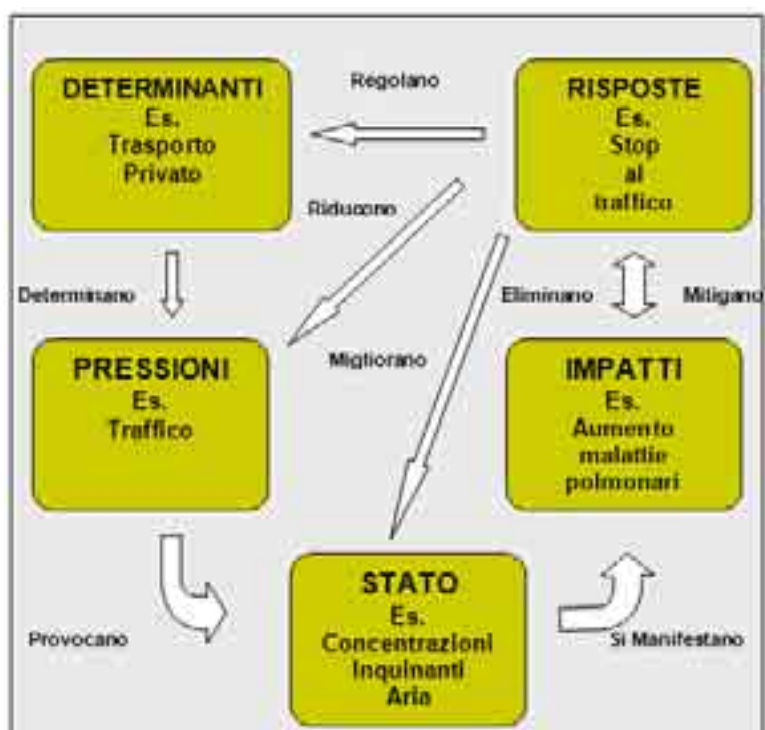 DETERMINANTI
Es.
Trasporto
Privato
Regolano
RISPOSTE
Es.
Stop
al
traffico
Riducono
Determinano
Eliminano
Mitigano
PRESSIONI
Es.
Traffico
Migliorano
IMPATTI
Es.
Aumento
malattie
polmonari
Provocano
STATO
Es.
Concentrazioni
Inquinanti
Aria
Si Manifestano